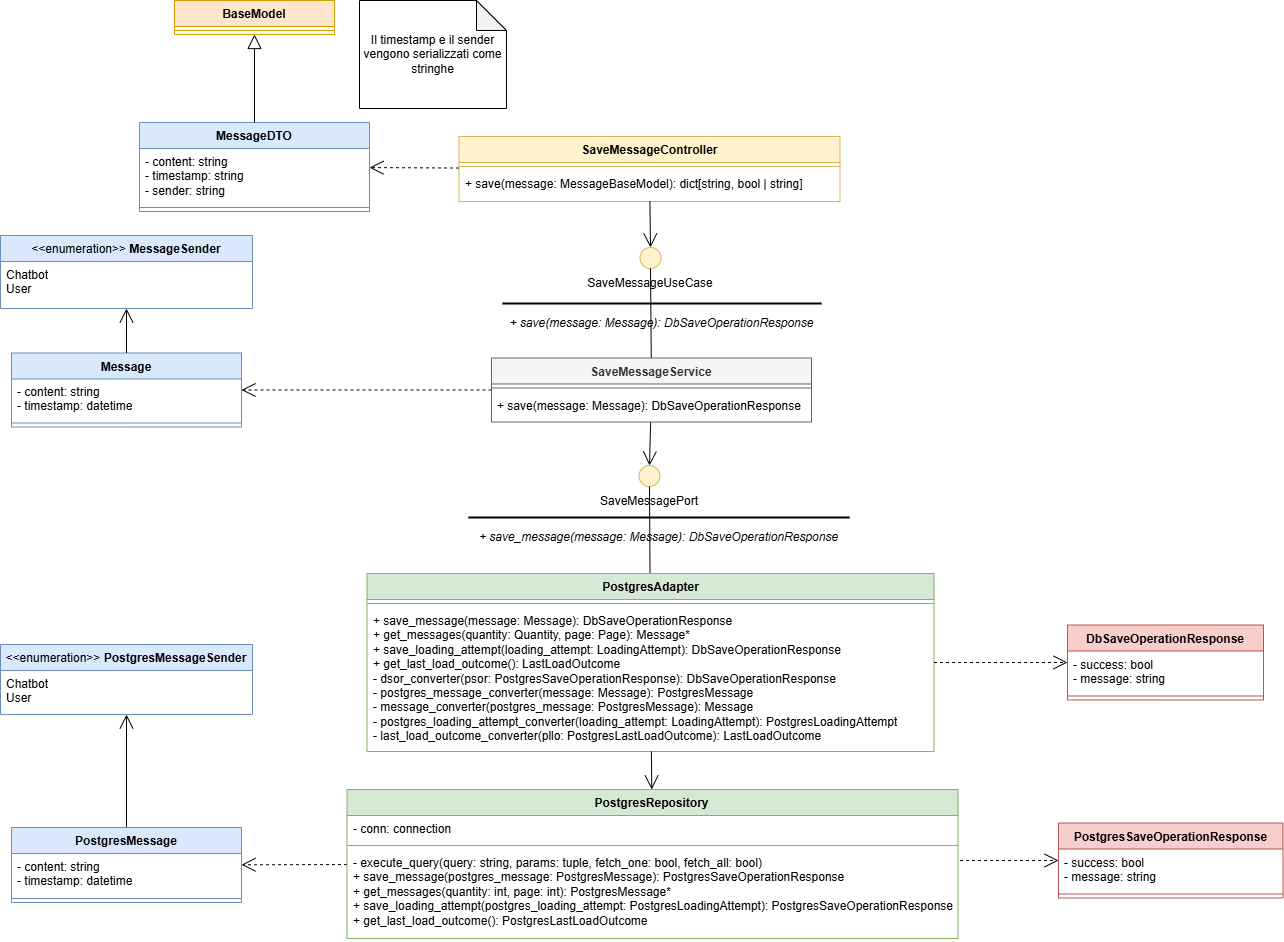 BaseModel
Il timestamp e il sender
vengono serializzati come
stringhe
MessageDTO
- content: string
- timestamp: string
- sender: string
SaveMessageController
+ save(message: MessageBaseModel): dict[string, bool | string]
<<enumeration>> MessageSender
Chatbot
User
SaveMessageUseCase
+ save(message: Message): DbSaveOperationResponse
Message
- content: string
- timestamp: datetime
SaveMessageService
+ save(message: Message): DbSaveOperationResponse
SaveMessagePort
+ save_message(message: Message): DbSaveOperationResponse
PostgresAdapter
+ save_message(message: Message): DbSaveOperationResponse
+ get_messages(quantity: Quantity, page: Page): Message*
+ save_loading_attempt(loading_attempt: LoadingAttempt): DbSaveOperationResponse
+ get_last_load_outcome(): LastLoadOutcome
- dsor_converter(psor: PostgresSaveOperationResponse): DbSaveOperationResponse
- postgres_message_converter(message: Message): PostgresMessage
- message_converter(postgres_message: PostgresMessage): Message
- postgres_loading_attempt_converter(loading_attempt: LoadingAttempt): PostgresLoadingAttempt
- last_load_outcome_converter(pllo: PostgresLastLoadOutcome): LastLoadOutcome
DbSaveOperationResponse
- success: bool
- message: string
<<enumeration>> PostgresMessageSender
Chatbot
User
PostgresRepository
- conn: connection
- execute_query(query: string, params: tuple, fetch_one: bool, fetch_all: bool)
+ save_message(postgres_message: PostgresMessage): PostgresSaveOperationResponse
+ get_messages(quantity: int, page: int): PostgresMessage*
+ save_loading_attempt(postgres_loading_attempt: PostgresLoadingAttempt): PostgresSaveOperationResponse
+ get_last_load_outcome(): PostgresLastLoadOutcome
PostgresMessage
- content: string
- timestamp: datetime
PostgresSaveOperationResponse
- success: bool
- message: string